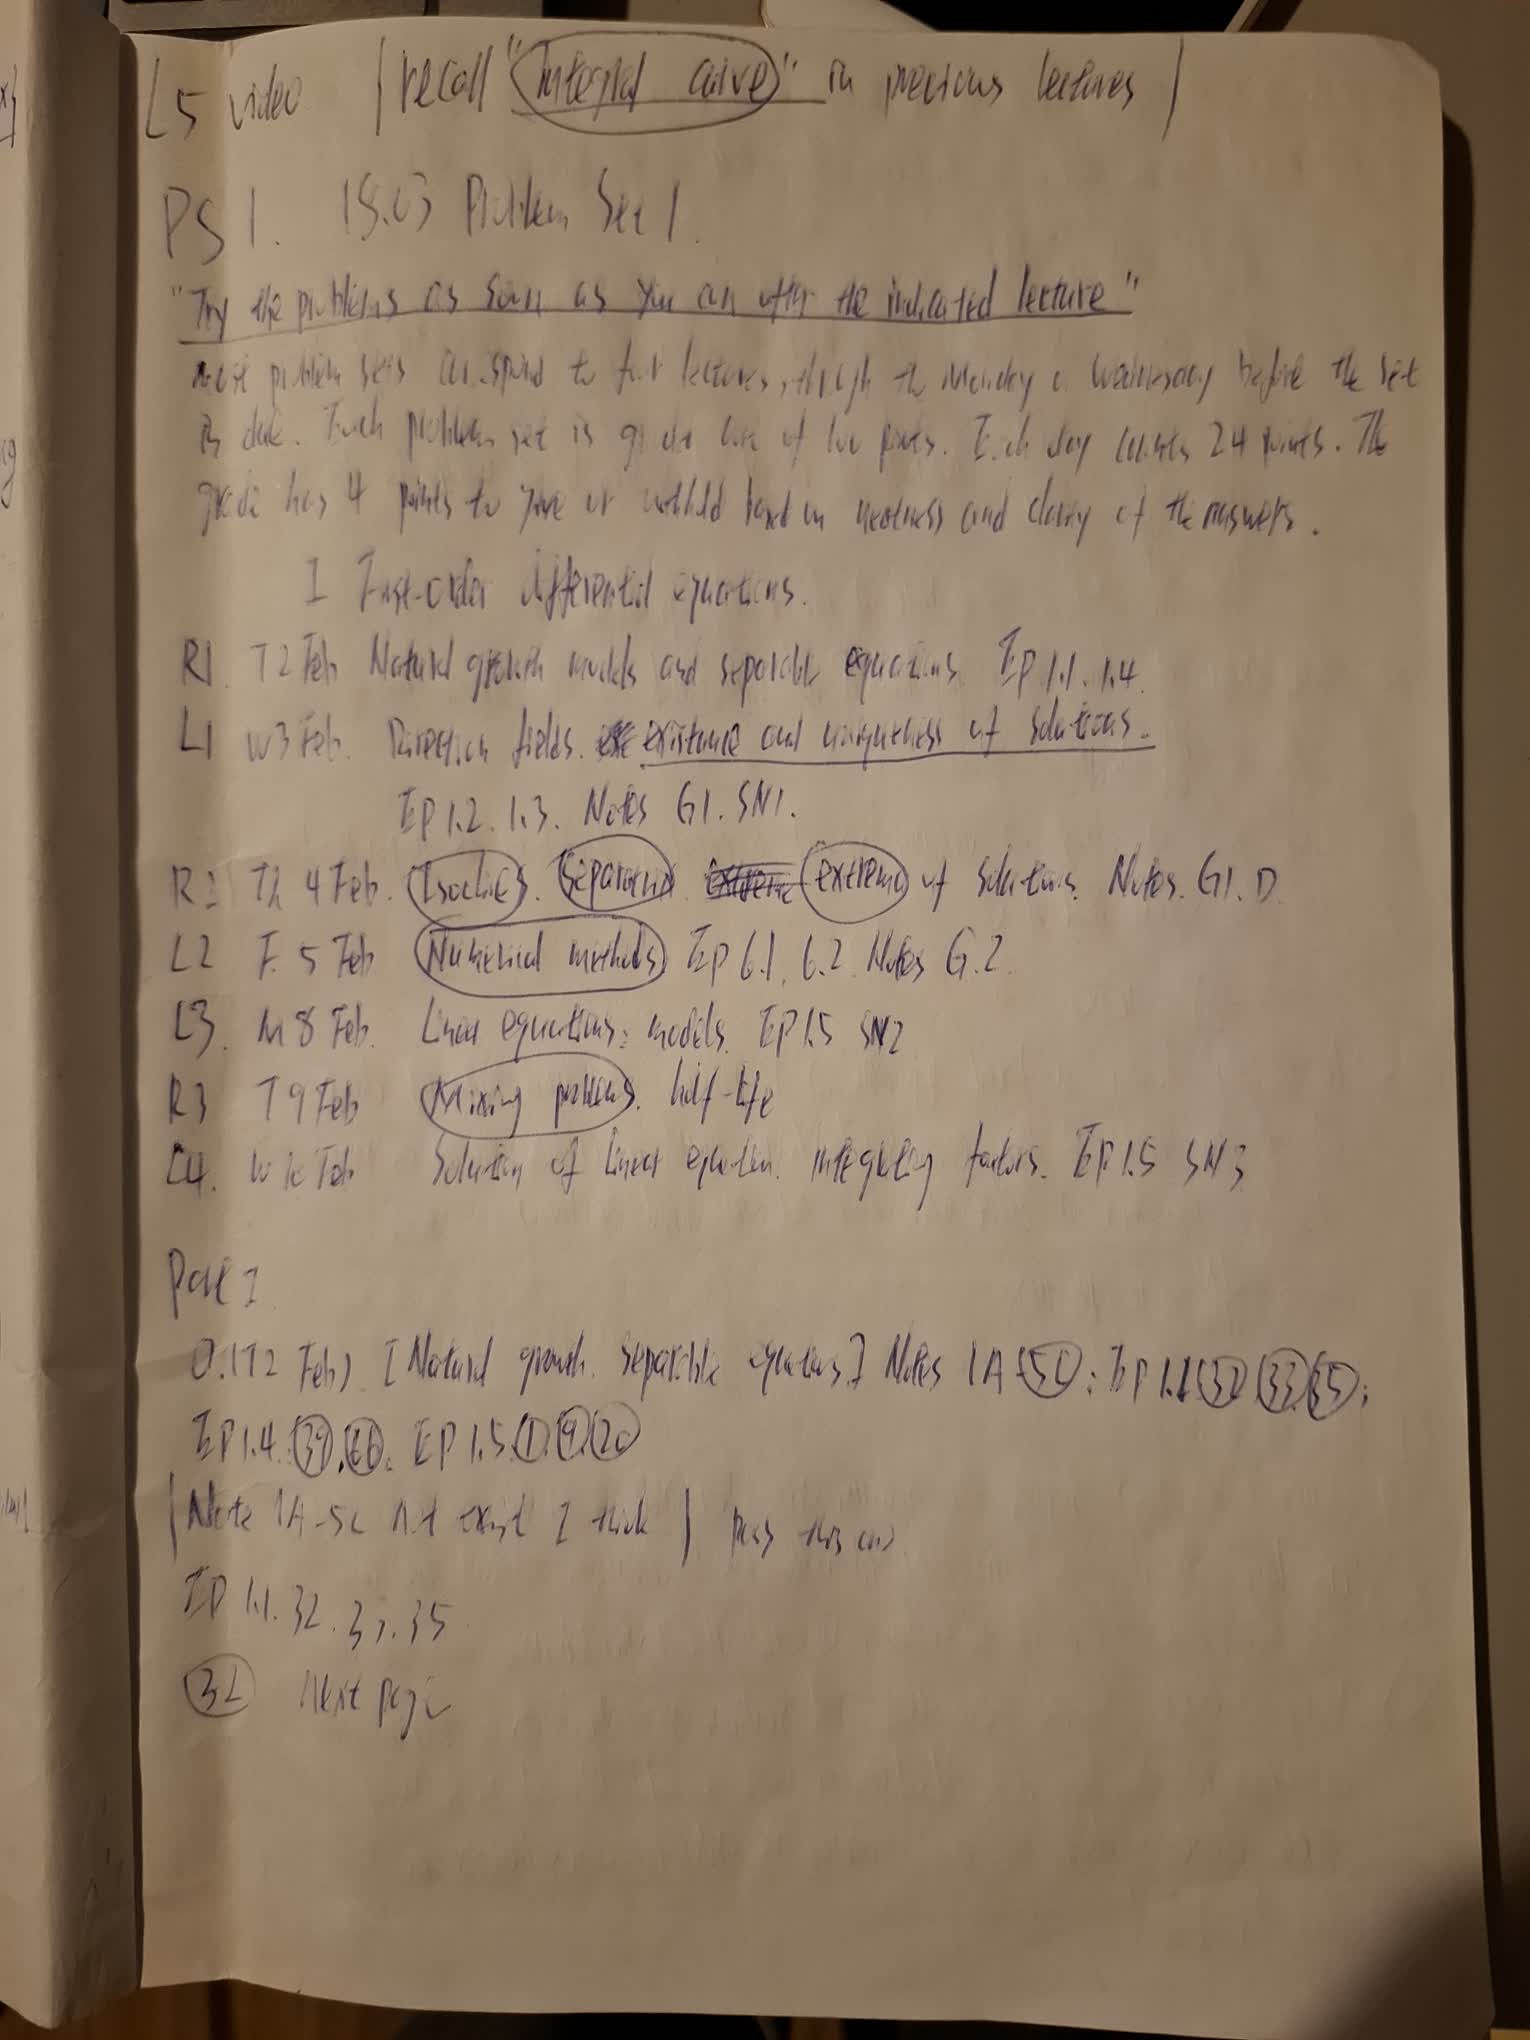 L5 video | recall "Integral curve" in previous lectures |
PS 1. 18.03 Problem Set 1.
"Try the problems as soon as you can after the indicated lecture"
most problem sets correspond to four lectures, through the Monday or Wednesday before the set
is due. Each problem set is graded out of 100 points. Each day counts 24 points. The
grader has 4 points to give or withhold based on neatness and clarity of the answers.
I First-order differential equations.
R1. T 2 Feb Natural growth models and separable equations. EP 1.1. 1.4.
L1 W 3 Feb. Direction fields. existence and uniqueness of solutions.
EP 1.2. 1.3. Notes G1. SN1.
R2 Th 4 Feb. Isoclines. Separatrix. extrema of solutions. Notes. G1. D
L2 F. 5 Feb Numerical methods EP 6.1, 6.2. Notes G.2.
L3. M 8 Feb. Linear equations: models. EP 1.5 SN2
R3 T 9 Feb Mixing problems. half-life
L4. W 10 Feb Solution of linear equation. integrating factors. EP 1.5 SN3
Part I
0. (T 2 Feb) [Natural growth. Separable equations] Notes 1A-5c; EP 1.1 32 33 35;
EP 1.4. 39. EP 1.5. 1. 9. 20
| Note 1A-5c not exist I think | pass this one
EP 1.1. 32. 33. 35
32 Next page